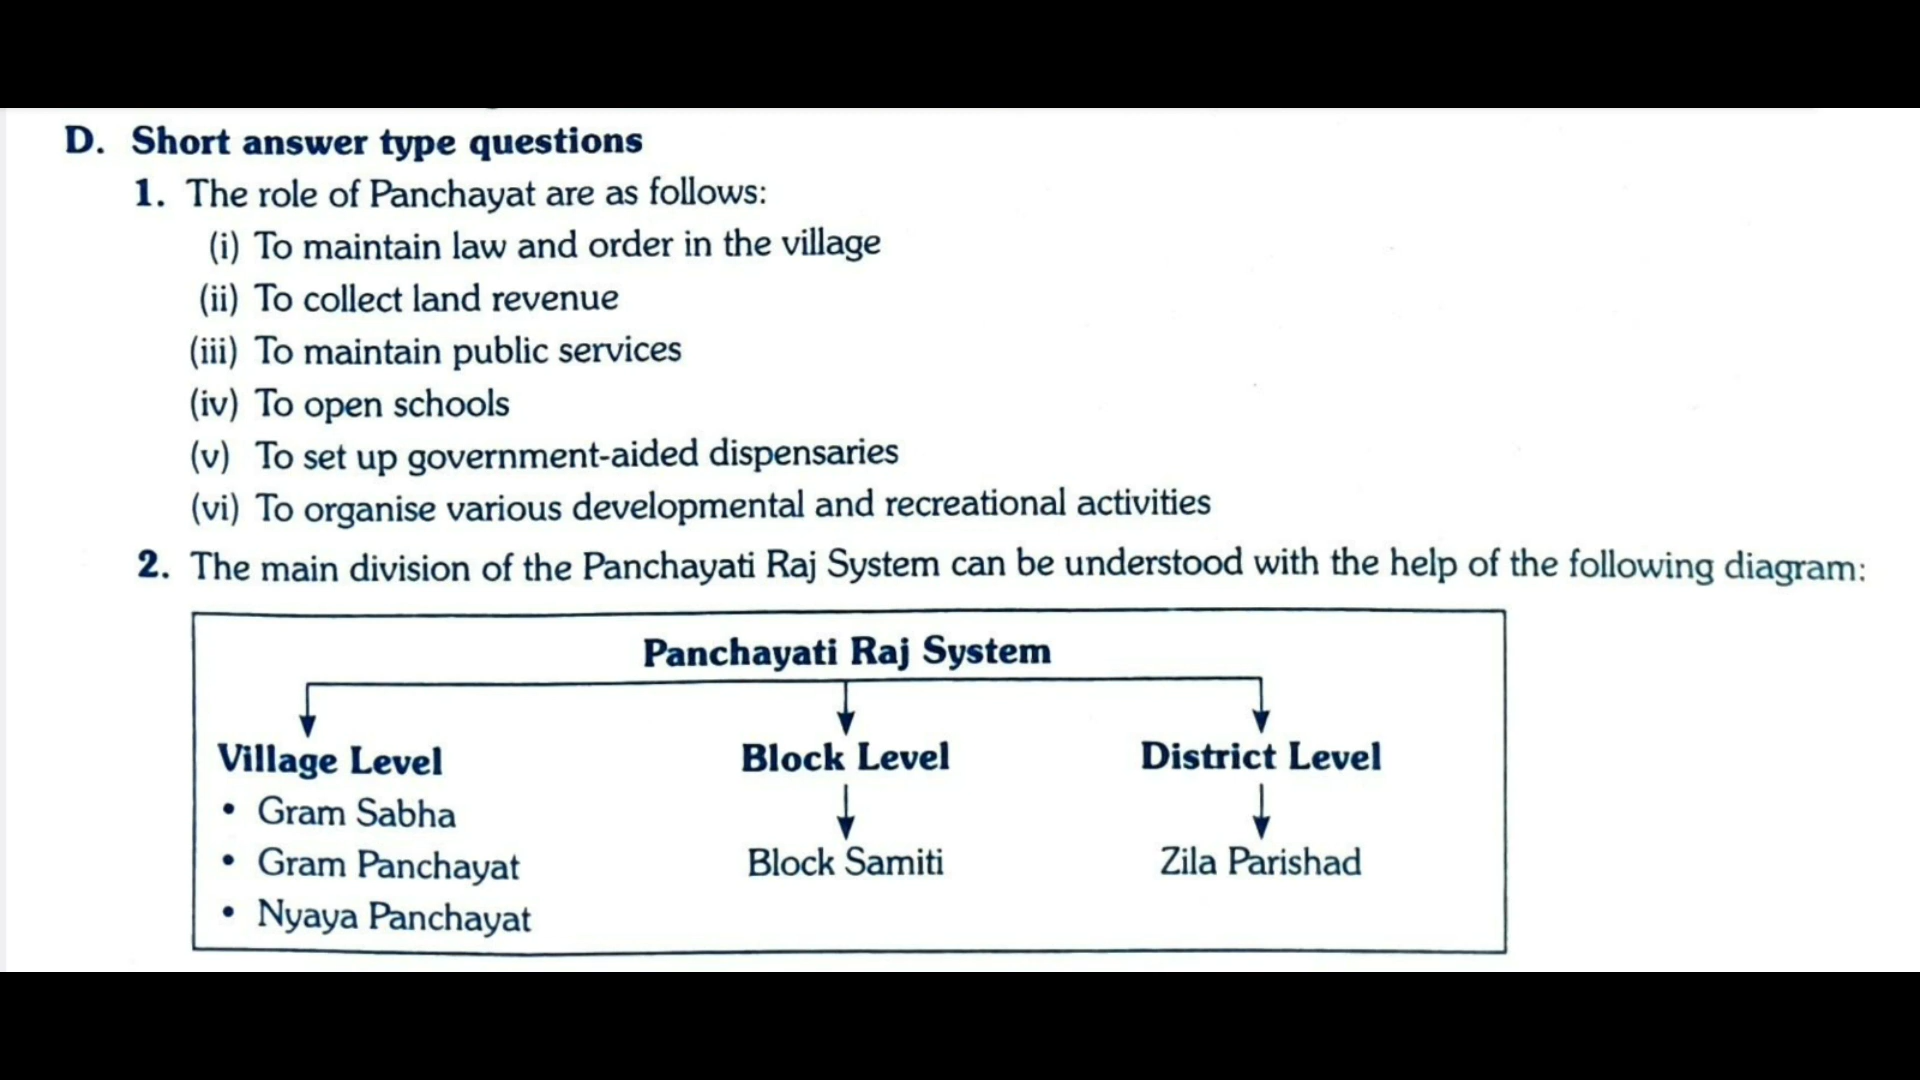 D. Short answer type questions
1. The role of Panchayat are as follows:
(i) To maintain law and order in the village
(ii) To collect land revenue
(iii) To maintain public services
(iv) To open schools
(v) To set up government-aided dispensaries
(vi) To organise various developmental and recreational activities
2. The main division of the Panchayati Raj System can be understood with the help of the following diagram:
Panchayati Raj System
Village Level Block Level District Level
• Gram Sabha
• Gram Panchayat Block Samiti Zila Parishad
• Nyaya Panchayat